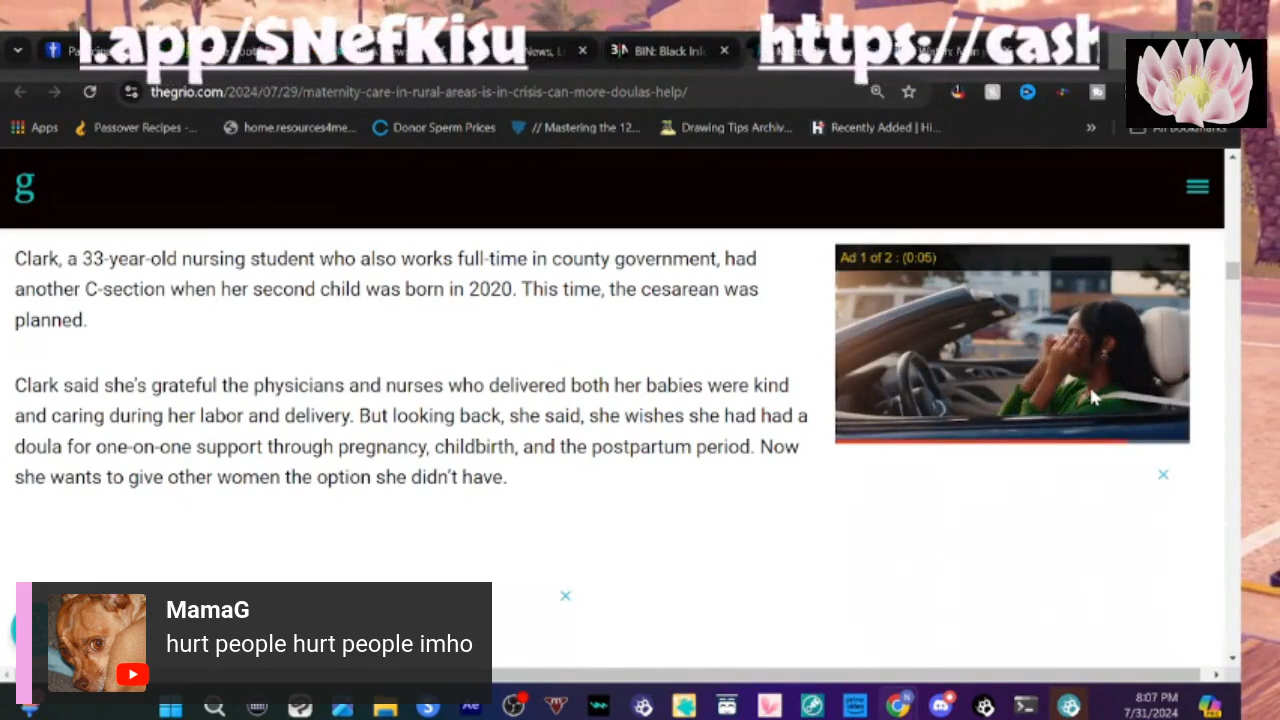 .app/$NefKisu
https://cash
News, L
BIN: Black Inf
thegrio.com/2024/07/29/maternity-care-in-rural-areas-is-in-crisis-can-more-doulas-help/
Apps
Passover Recipes -...
home.resources4me...
Donor Sperm Prices
// Mastering the 12...
Drawing Tips Archiv...
Recently Added | Hi...
»
All Bookmarks
g
Clark, a 33-year-old nursing student who also works full-time in county government, had
another C-section when her second child was born in 2020. This time, the cesarean was
planned.
Clark said she's grateful the physicians and nurses who delivered both her babies were kind
and caring during her labor and delivery. But looking back, she said, she wishes she had had a
doula for one-on-one support through pregnancy, childbirth, and the postpartum period. Now
she wants to give other women the option she didn't have.
Ad 1 of 2 : (0:05)
MamaG
hurt people hurt people imho
8:07 PM
7/31/2024